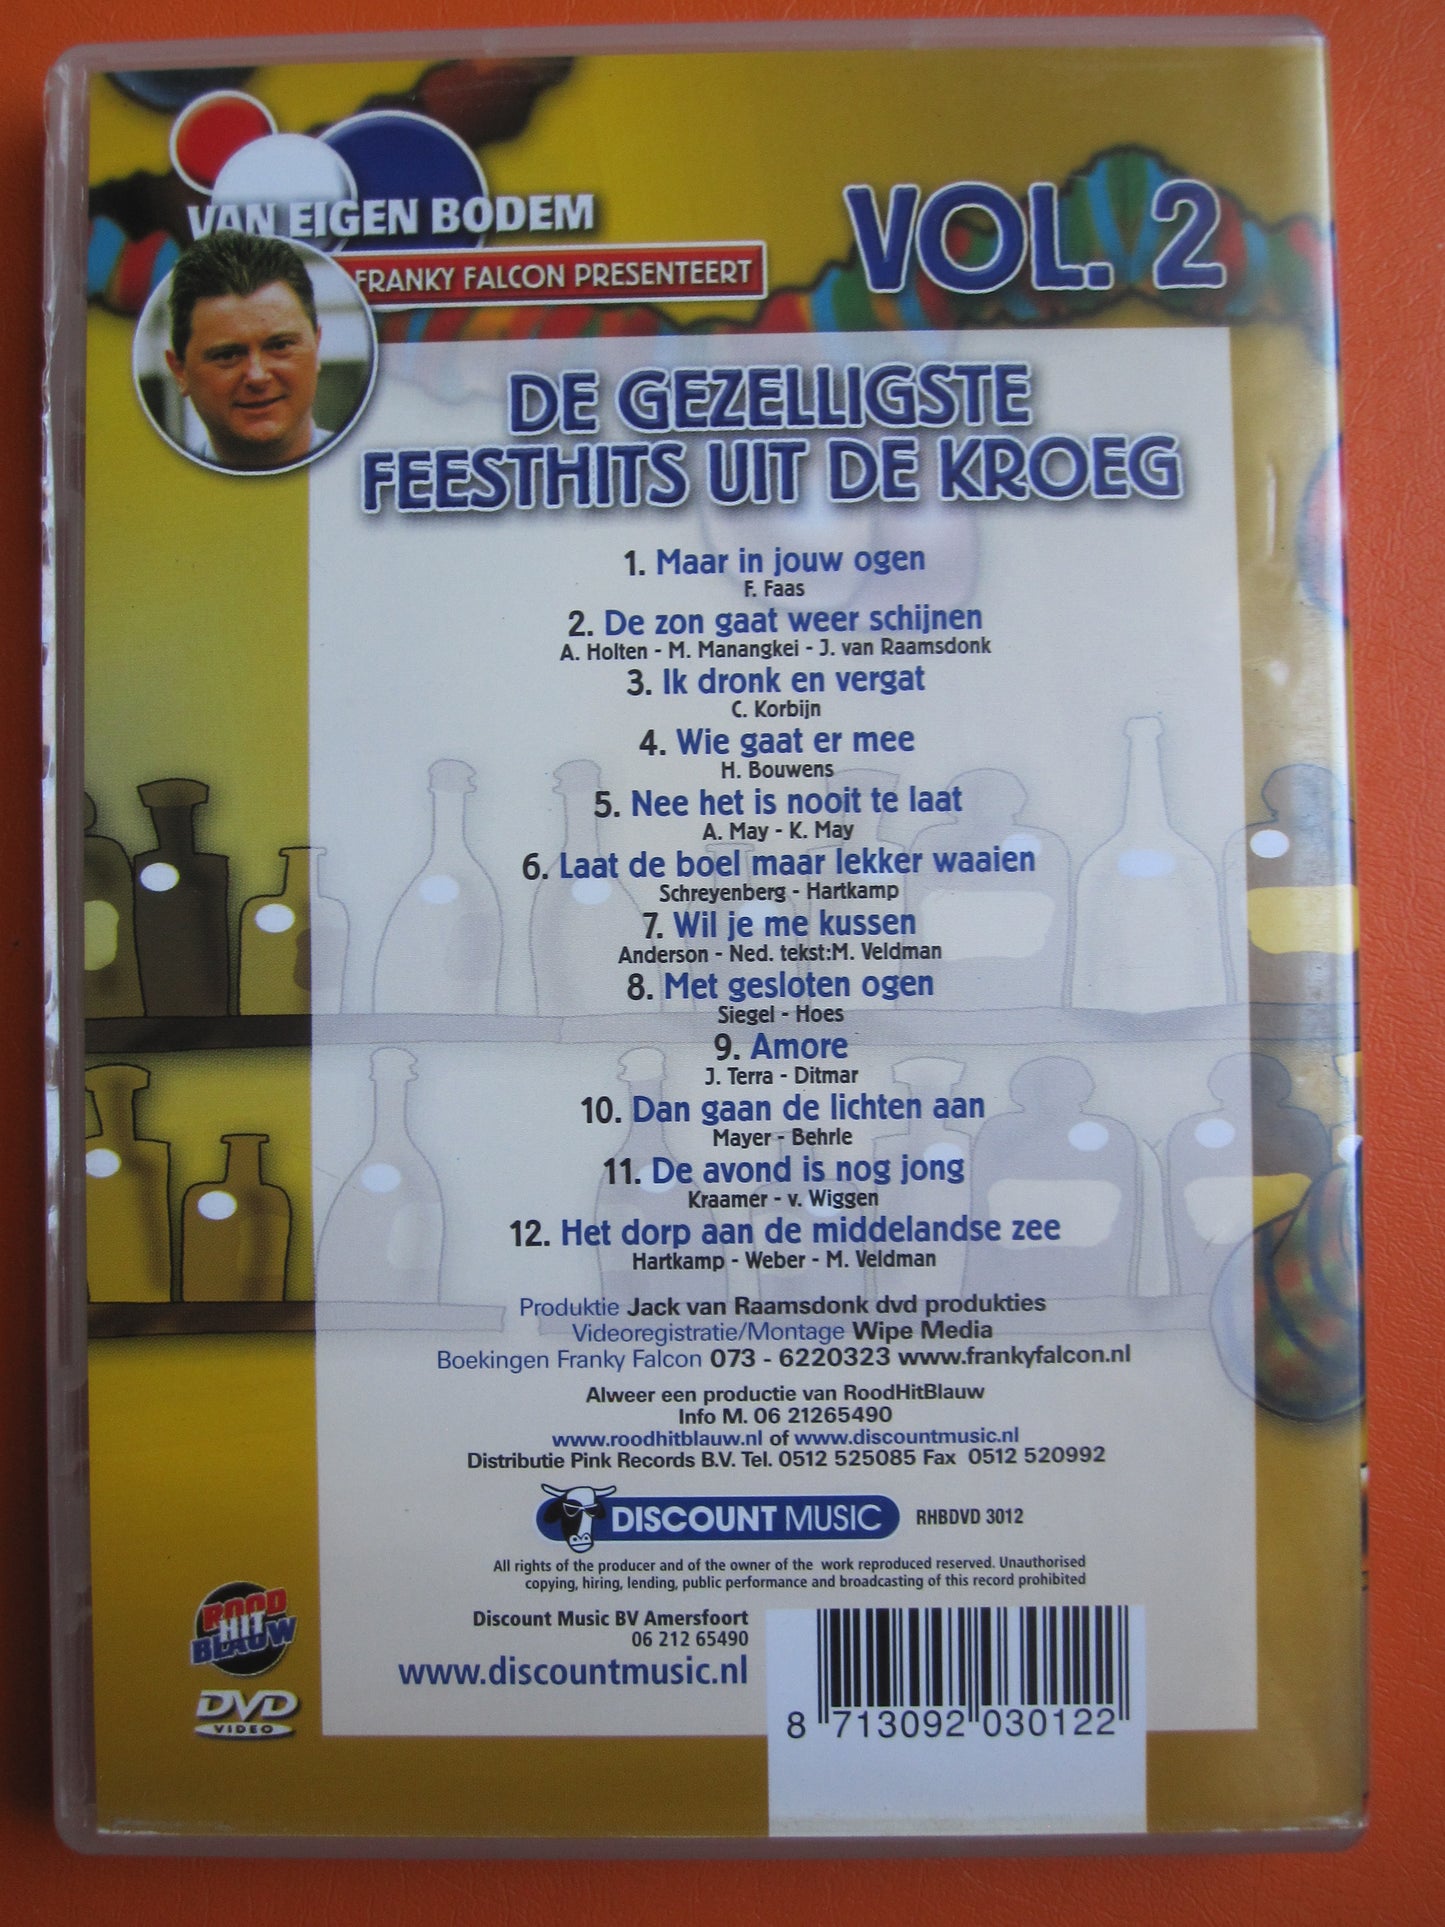 VAN EIGEN BODEM
FRANKY FALCON PRESENTEERT
VOL. 2
DE GEZELLIGSTE
FEESTHITS UIT DE KROEG
1. Maar in jouw ogen
F. Faas
2. De zon gaat weer schijnen
A. Holten - M. Manangkei - J. van Raamsdonk
3. Ik dronk en vergat
C. Korbijn
4. Wie gaat er mee
H. Bouwens
5. Nee het is nooit te laat
A. May - K. May
6. Laat de boel maar lekker waaien
Schreyenberg - Hartkamp
7. Wil je me kussen
Anderson - Ned. tekst:M. Veldman
8. Met gesloten ogen
Siegel - Hoes
9. Amore
J. Terra - Ditmar
10. Dan gaan de lichten aan
Mayer - Behrle
11. De avond is nog jong
Kraamer - v. Wiggen
12. Het dorp aan de middelandse zee
Hartkamp - Weber - M. Veldman
Produktie Jack van Raamsdonk dvd produkties
Videoregistratie/Montage Wipe Media
Boekingen Franky Falcon 073 - 6220323 www.frankyfalcon.nl
Alweer een productie van RoodHitBlauw
Info M. 06 21265490
www.roodhitblauw.nl of www.discountmusic.nl
Distributie Pink Records B.V. Tel. 0512 525085 Fax 0512 520992
DISCOUNT MUSIC RHBDVD 3012
All rights of the producer and of the owner of the work reproduced reserved. Unauthorised
copying, hiring, lending, public performance and broadcasting of this record prohibited
ROOD
HIT
BLAUW
DVD
VIDEO
Discount Music BV Amersfoort
06 212 65490
www.discountmusic.nl
8 713092 030122